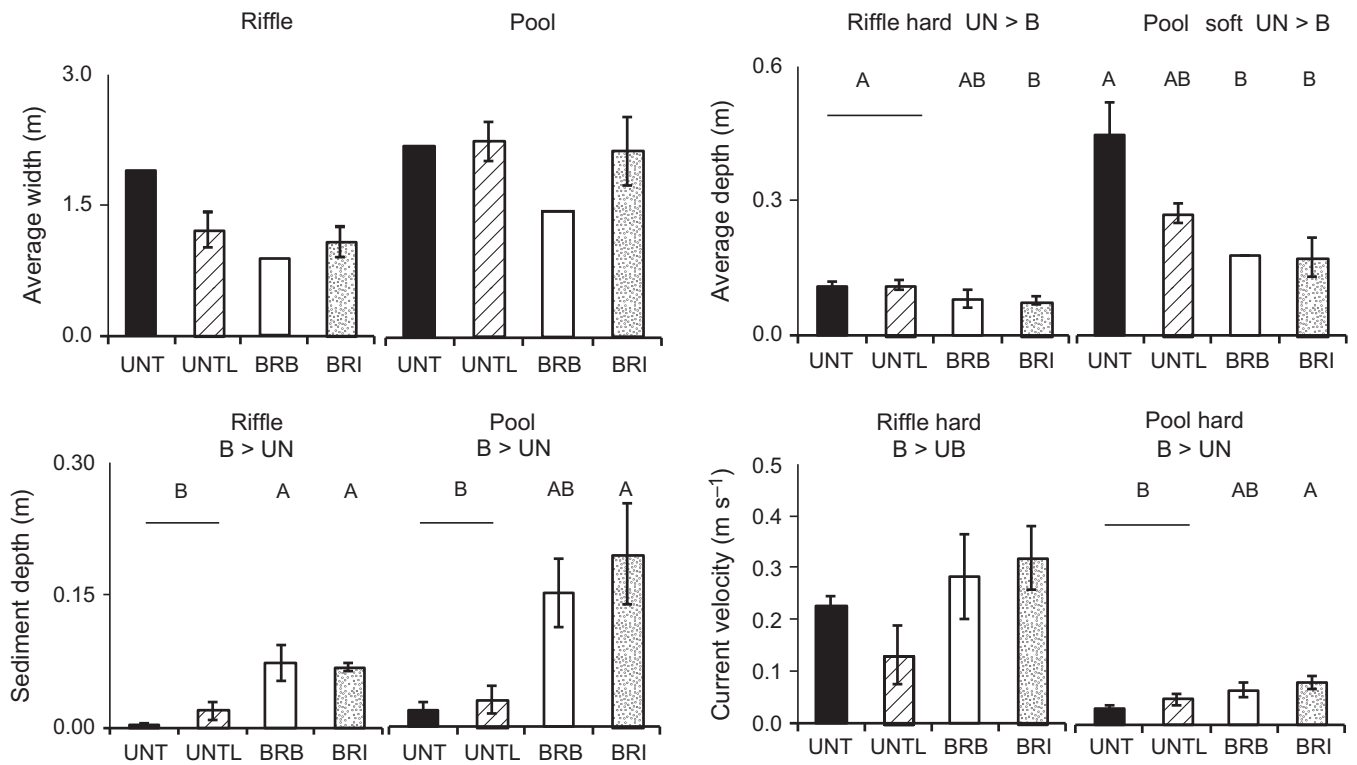 Riffle
Pool
3.0
1.5
0.0
Average width (m)
UNT UNTL BRB BRI
UNT UNTL BRB BRI
Riffle hard UN > B
Pool soft UN > B
0.6
0.3
0.0
Average depth (m)
A AB B
A AB B B
UNT UNTL BRB BRI
UNT UNTL BRB BRI
Riffle
B > UN
Pool
B > UN
0.30
0.15
0.00
Sediment depth (m)
B A A
B AB A
UNT UNTL BRB BRI
UNT UNTL BRB BRI
Riffle hard
B > UB
Pool hard
B > UN
0.5
0.4
0.3
0.2
0.1
0.0
Current velocity (m s⁻¹)
B AB A
UNT UNTL BRB BRI
UNT UNTL BRB BRI